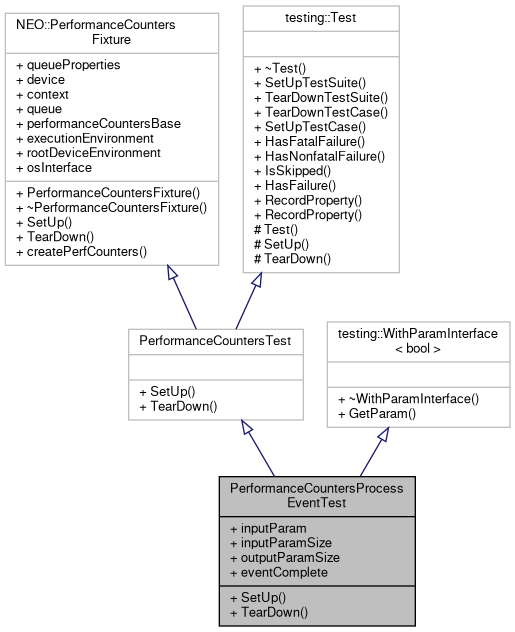 NEO::PerformanceCounters
Fixture
+ queueProperties
+ device
+ context
+ queue
+ performanceCountersBase
+ executionEnvironment
+ rootDeviceEnvironment
+ osInterface
+ PerformanceCountersFixture()
+ ~PerformanceCountersFixture()
+ SetUp()
+ TearDown()
+ createPerfCounters()
testing::Test
+ ~Test()
+ SetUpTestSuite()
+ TearDownTestSuite()
+ TearDownTestCase()
+ SetUpTestCase()
+ HasFatalFailure()
+ HasNonfatalFailure()
+ IsSkipped()
+ HasFailure()
+ RecordProperty()
+ RecordProperty()
# Test()
# SetUp()
# TearDown()
PerformanceCountersTest
+ SetUp()
+ TearDown()
testing::WithParamInterface
< bool >
+ ~WithParamInterface()
+ GetParam()
PerformanceCountersProcess
EventTest
+ inputParam
+ inputParamSize
+ outputParamSize
+ eventComplete
+ SetUp()
+ TearDown()